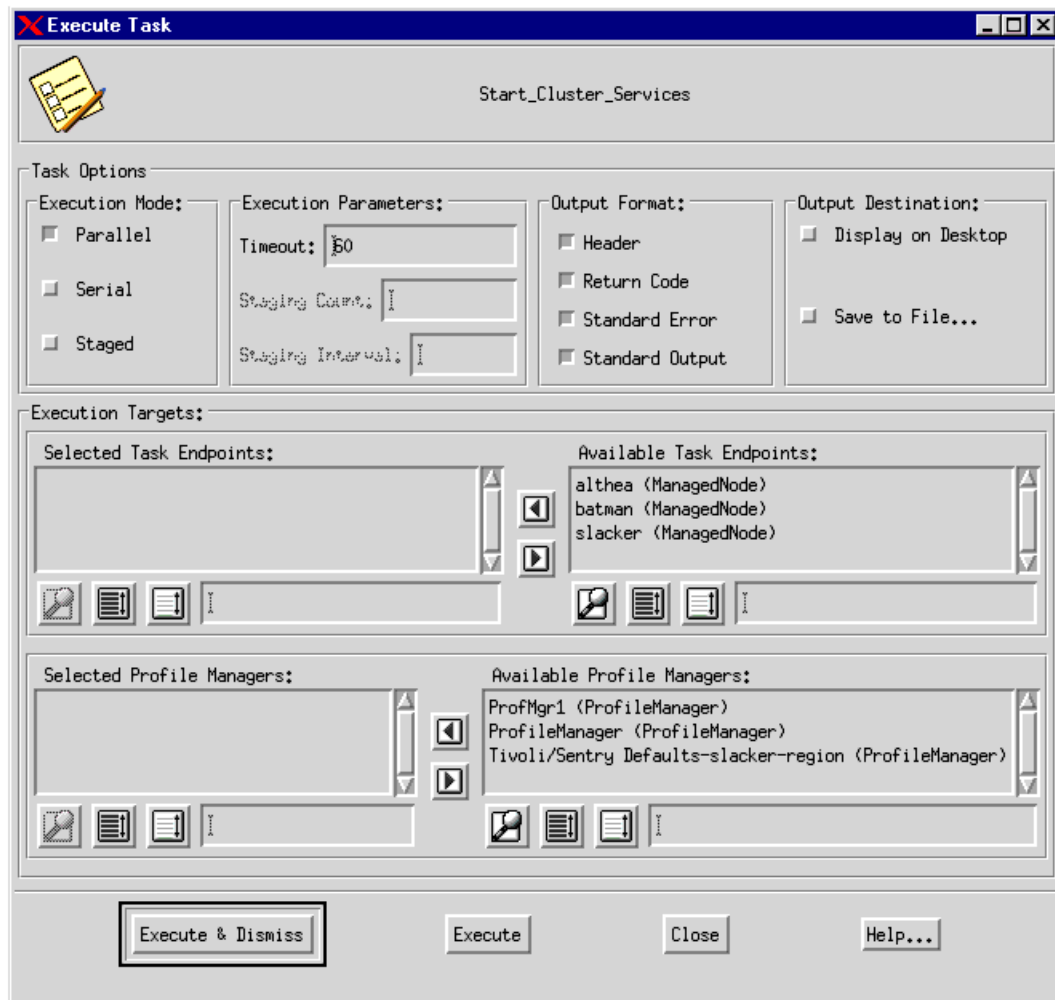 Execute Task
Start_Cluster_Services
Task Options
Execution Mode:
Parallel
Serial
Staged
Execution Parameters:
Timeout: 60
Staging Count:
Staging Interval:
Output Format:
Header
Return Code
Standard Error
Standard Output
Output Destination:
Display on Desktop
Save to File...
Execution Targets:
Selected Task Endpoints:
Available Task Endpoints:
althea (ManagedNode)
batman (ManagedNode)
slacker (ManagedNode)
Selected Profile Managers:
Available Profile Managers:
ProfMgr1 (ProfileManager)
ProfileManager (ProfileManager)
Tivoli/Sentry Defaults-slacker-region (ProfileManager)
Execute & Dismiss
Execute
Close
Help...